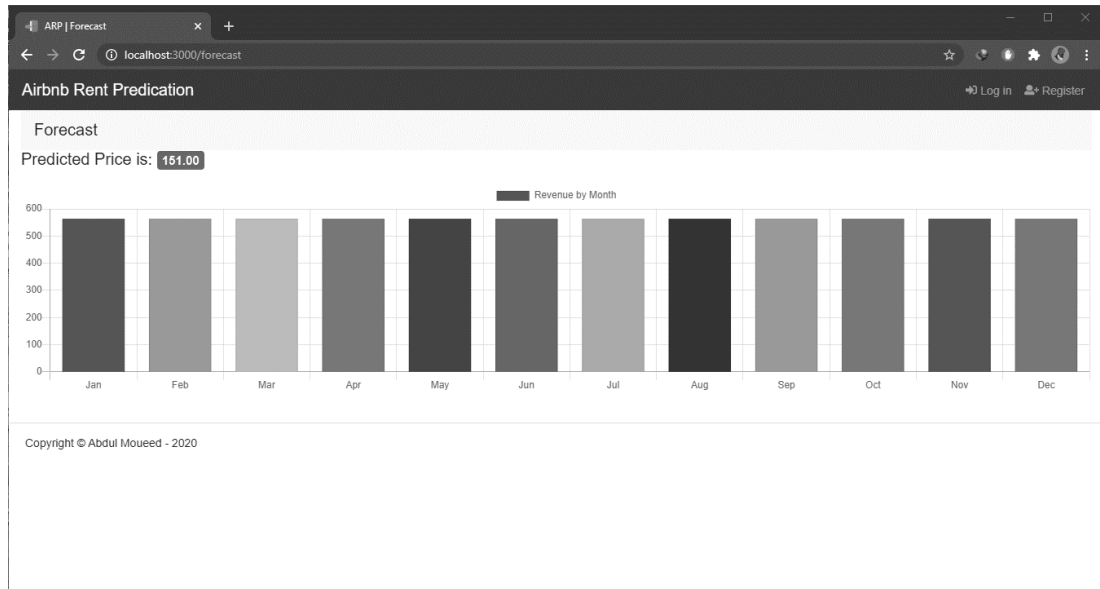 ARP | Forecast
localhost:3000/forecast
Airbnb Rent Predication
Log in
Register
Forecast
Predicted Price is: 151.00
Revenue by Month
600
500
400
300
200
100
0
Jan Feb Mar Apr May Jun Jul Aug Sep Oct Nov Dec
Copyright © Abdul Moueed - 2020